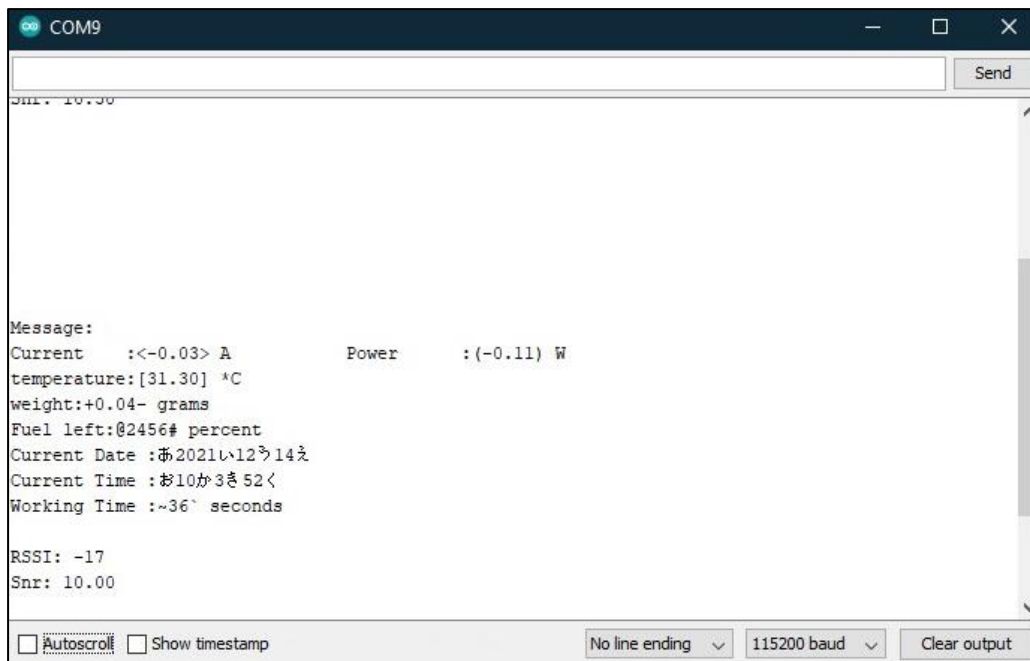 COM9
Send
Snr: 10.50
Message:
Current    :<-0.03> A              Power       :(-0.11) W
temperature:[31.30] *C
weight:+0.04- grams
Fuel left:@2456# percent
Current Date :あ2021い12う14え
Current Time :お10か3き52く
Working Time :~36` seconds
RSSI: -17
Snr: 10.00
Autoscroll Show timestamp No line ending 115200 baud Clear output